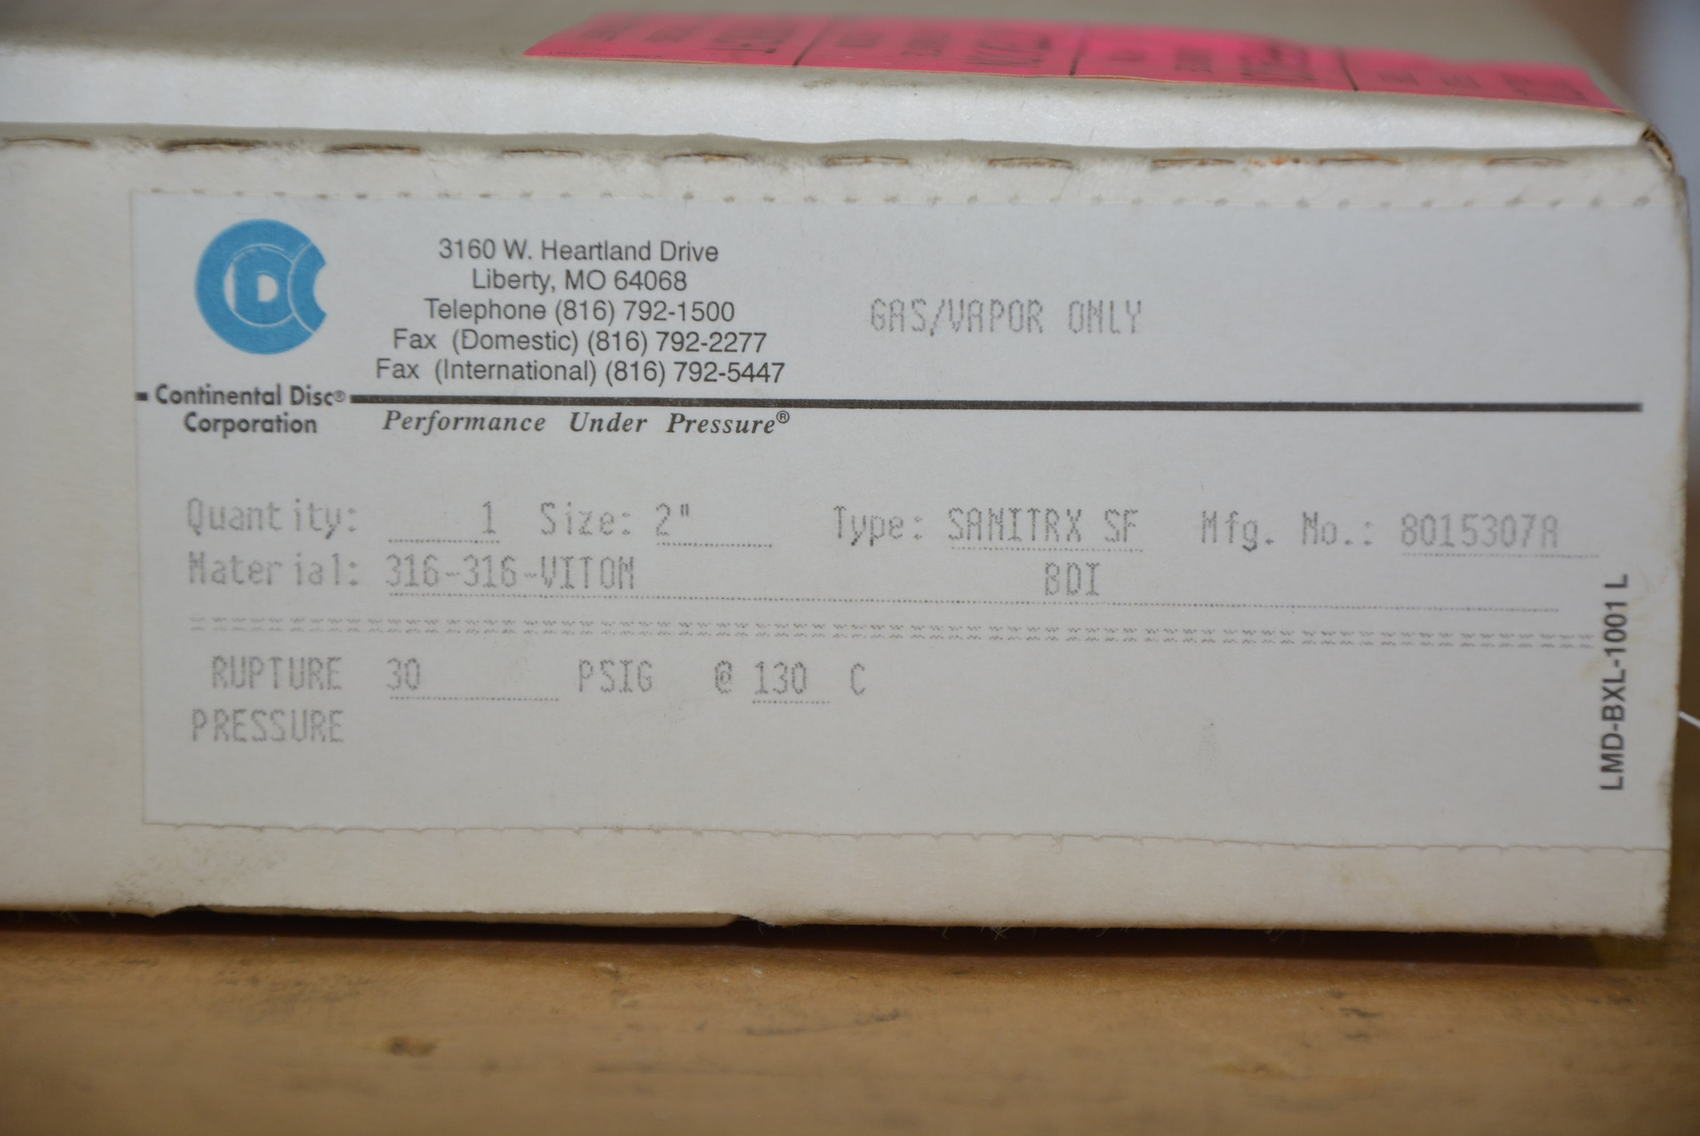 3160 W. Heartland Drive
Liberty, MO 64068
Telephone (816) 792-1500
Fax (Domestic) (816) 792-2277
Fax (International) (816) 792-5447
GAS/VAPOR ONLY
CDC
Continental Disc®
Corporation
Performance Under Pressure®
Quantity: 1 Size: 2" Type: SANITRX SF Mfg. No.: 8015307A
Material: 316-316-VITON BDI
RUPTURE 30 PSIG @ 130 C
PRESSURE
LMD-BXL-1001 L